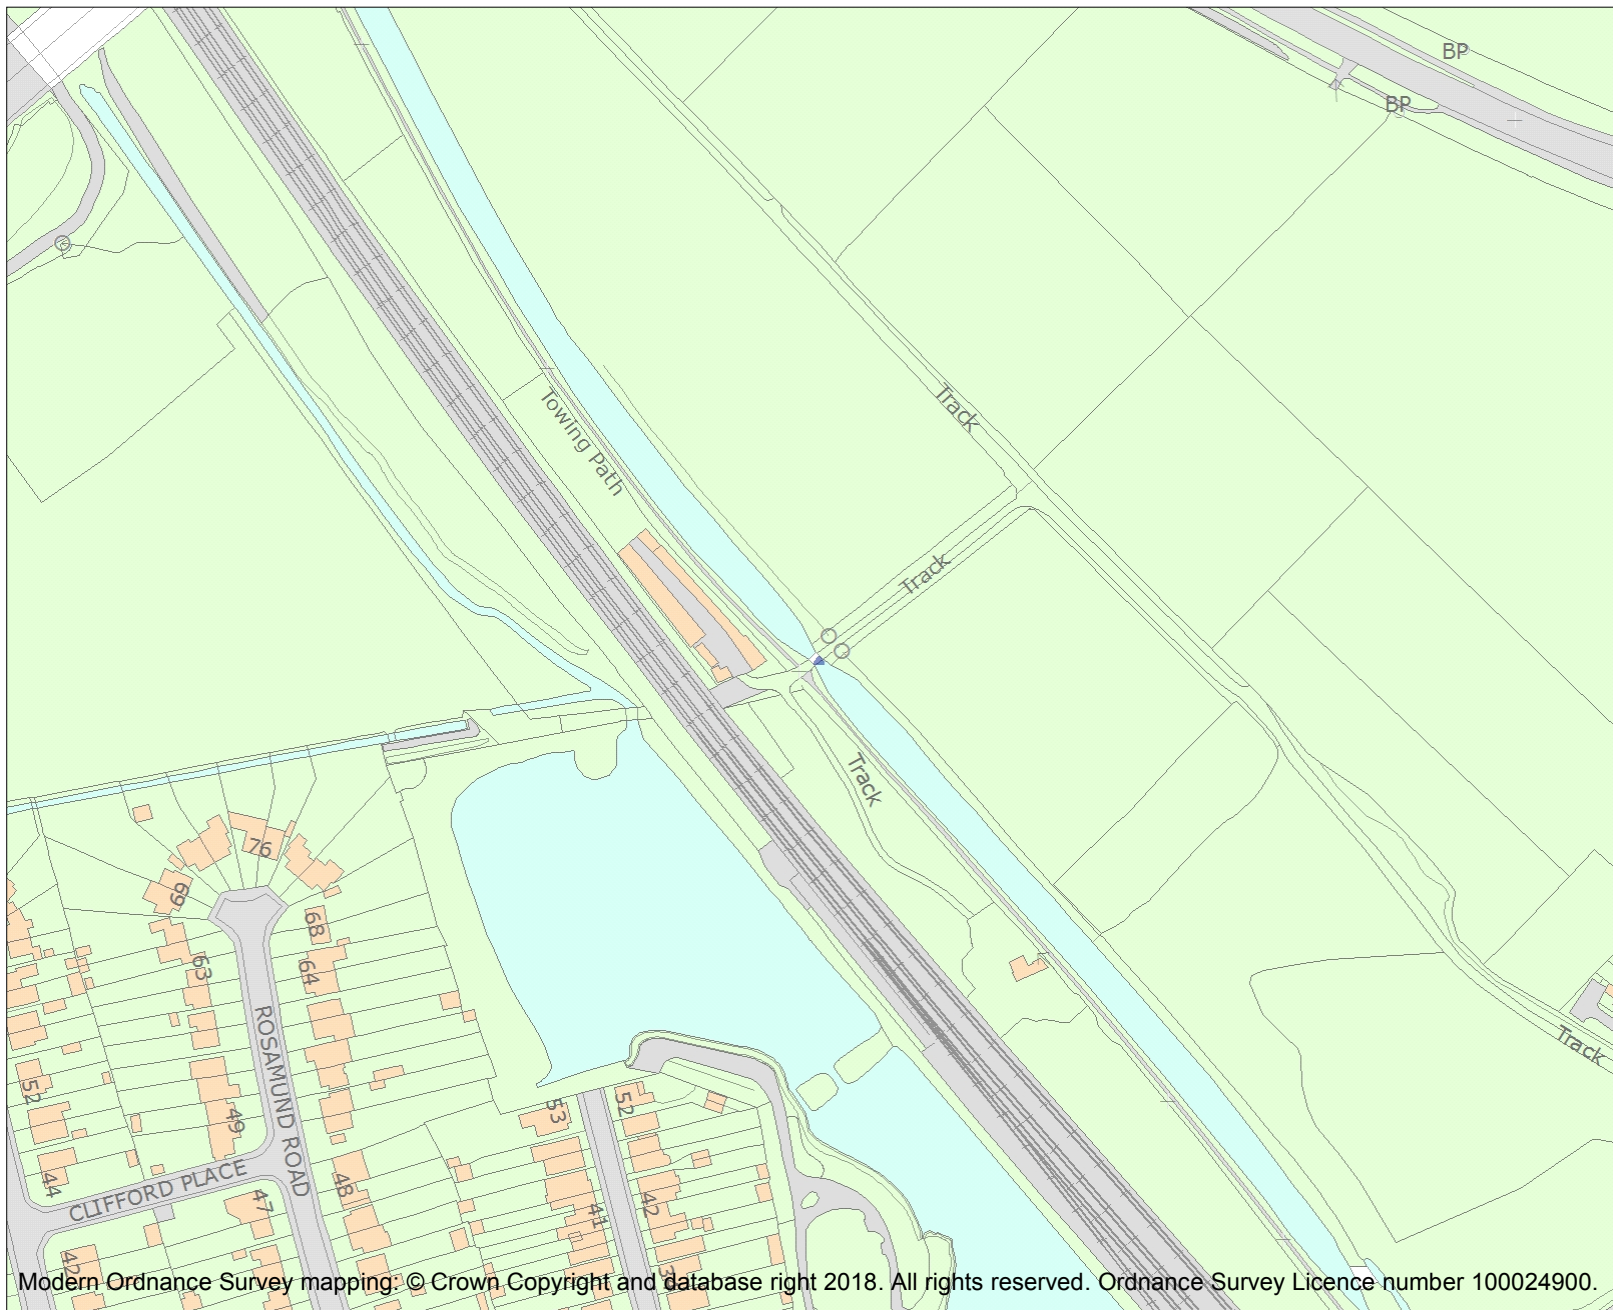 BP
BP
Track
Towing Path
Track
Track
76
69
68
63
64
ROSAMUND ROAD
Track
52
49
53
52
44
CLIFFORD PLACE
47
48
41
42
42
Modern Ordnance Survey mapping: © Crown Copyright and database right 2018. All rights reserved. Ordnance Survey Licence number 100024900.